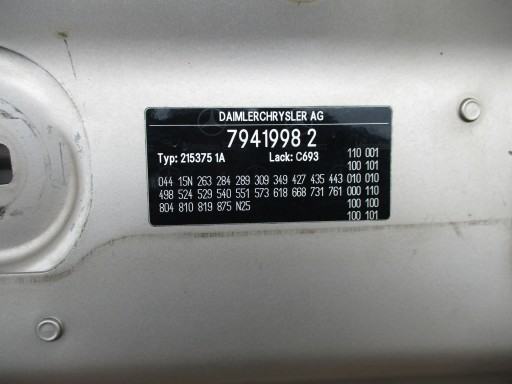 DAIMLERCHRYSLER AG
7941998 2
Typ: 215375 1A Lack: C693
110 001
100 101
044 15N 263 284 289 309 349 427 435 443 010 010
498 524 529 540 551 573 618 668 731 761 000 110
804 810 819 875 N25 100 100
100 101